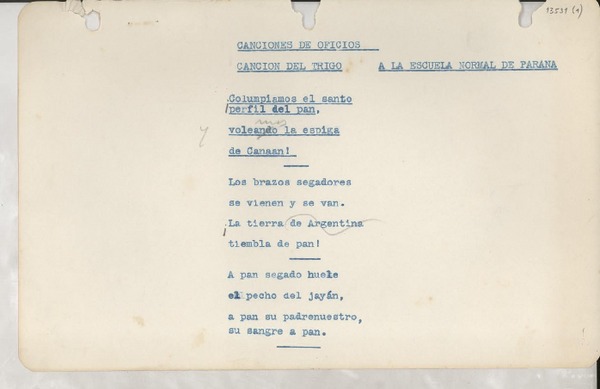 13531 (4)
CANCIONES DE OFICIOS
CANCION DEL TRIGO A LA ESCUELA NORMAL DE PARANA
¡Columpiamos el santo
perfil del pan,
voleando la espiga
de Canaan!
Los brazos segadores
se vienen y se van.
¡La tierra de Argentina
tiembla de pan!
A pan segado huele
el pecho del jayán,
a pan su padrenuestro,
su sangre a pan.